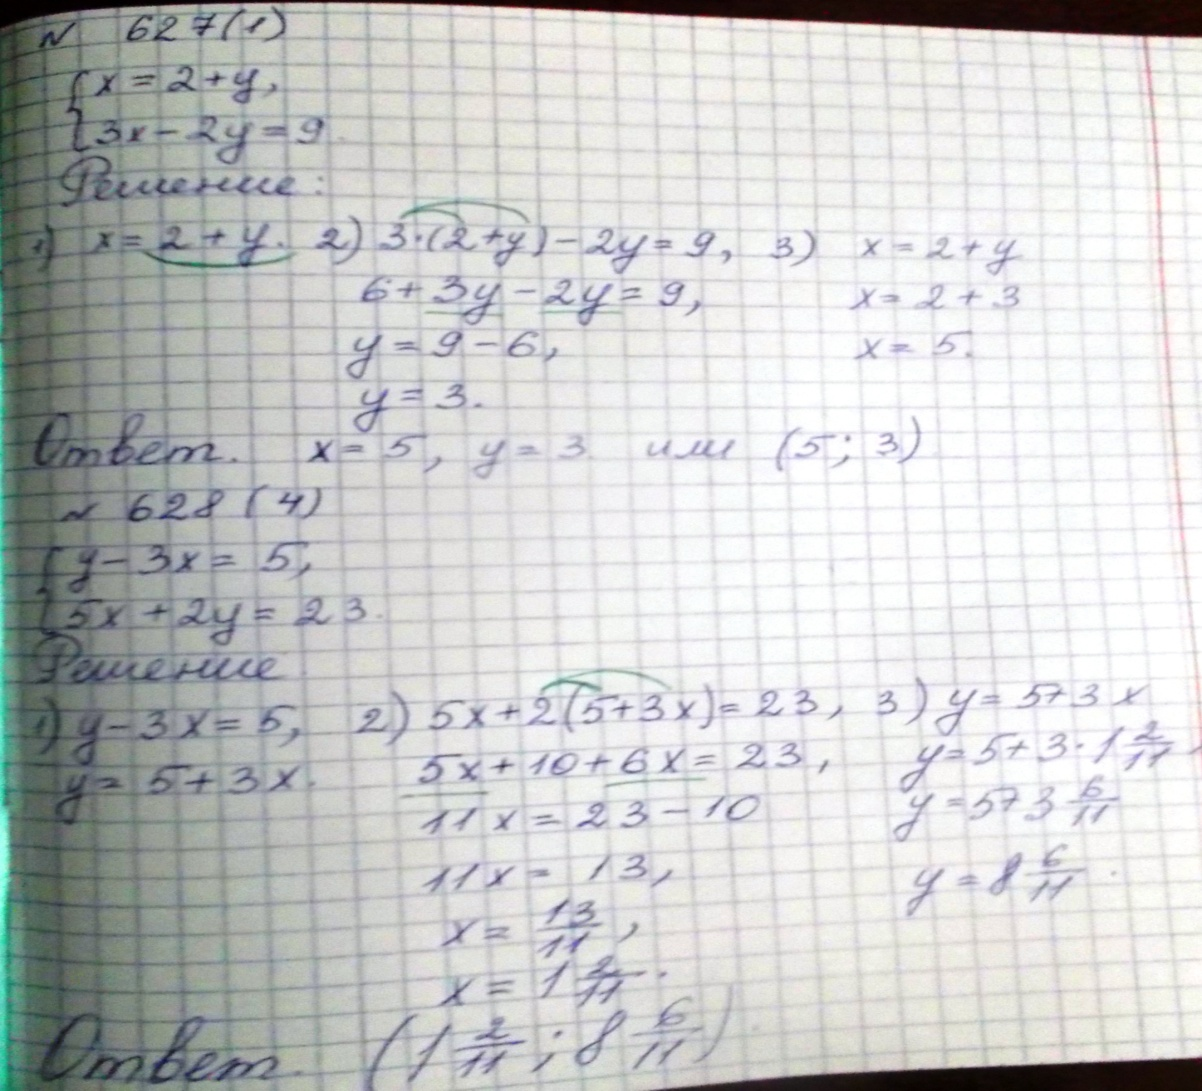 № 627(1)
{x = 2 + y,
{3x - 2y = 9.
Решение:
1) x = 2 + y. 2) 3·(2+y) - 2y = 9, 3) x = 2 + y
6 + 3y - 2y = 9, x = 2 + 3
y = 9 - 6, x = 5.
y = 3.
Ответ. x = 5, y = 3 или (5; 3)
№ 628 (4)
{y - 3x = 5,
{5x + 2y = 23.
Решение
1) y - 3x = 5, 2) 5x + 2(5+3x) = 23, 3) y = 5+3x
y = 5 + 3x. 5x + 10 + 6x = 23, y = 5 + 3·1 2/11
11x = 23 - 10 y = 5+3 6/11
11x = 13, y = 8 6/11.
x = 13/11,
x = 1 2/11.
Ответ. (1 2/11; 8 6/11)